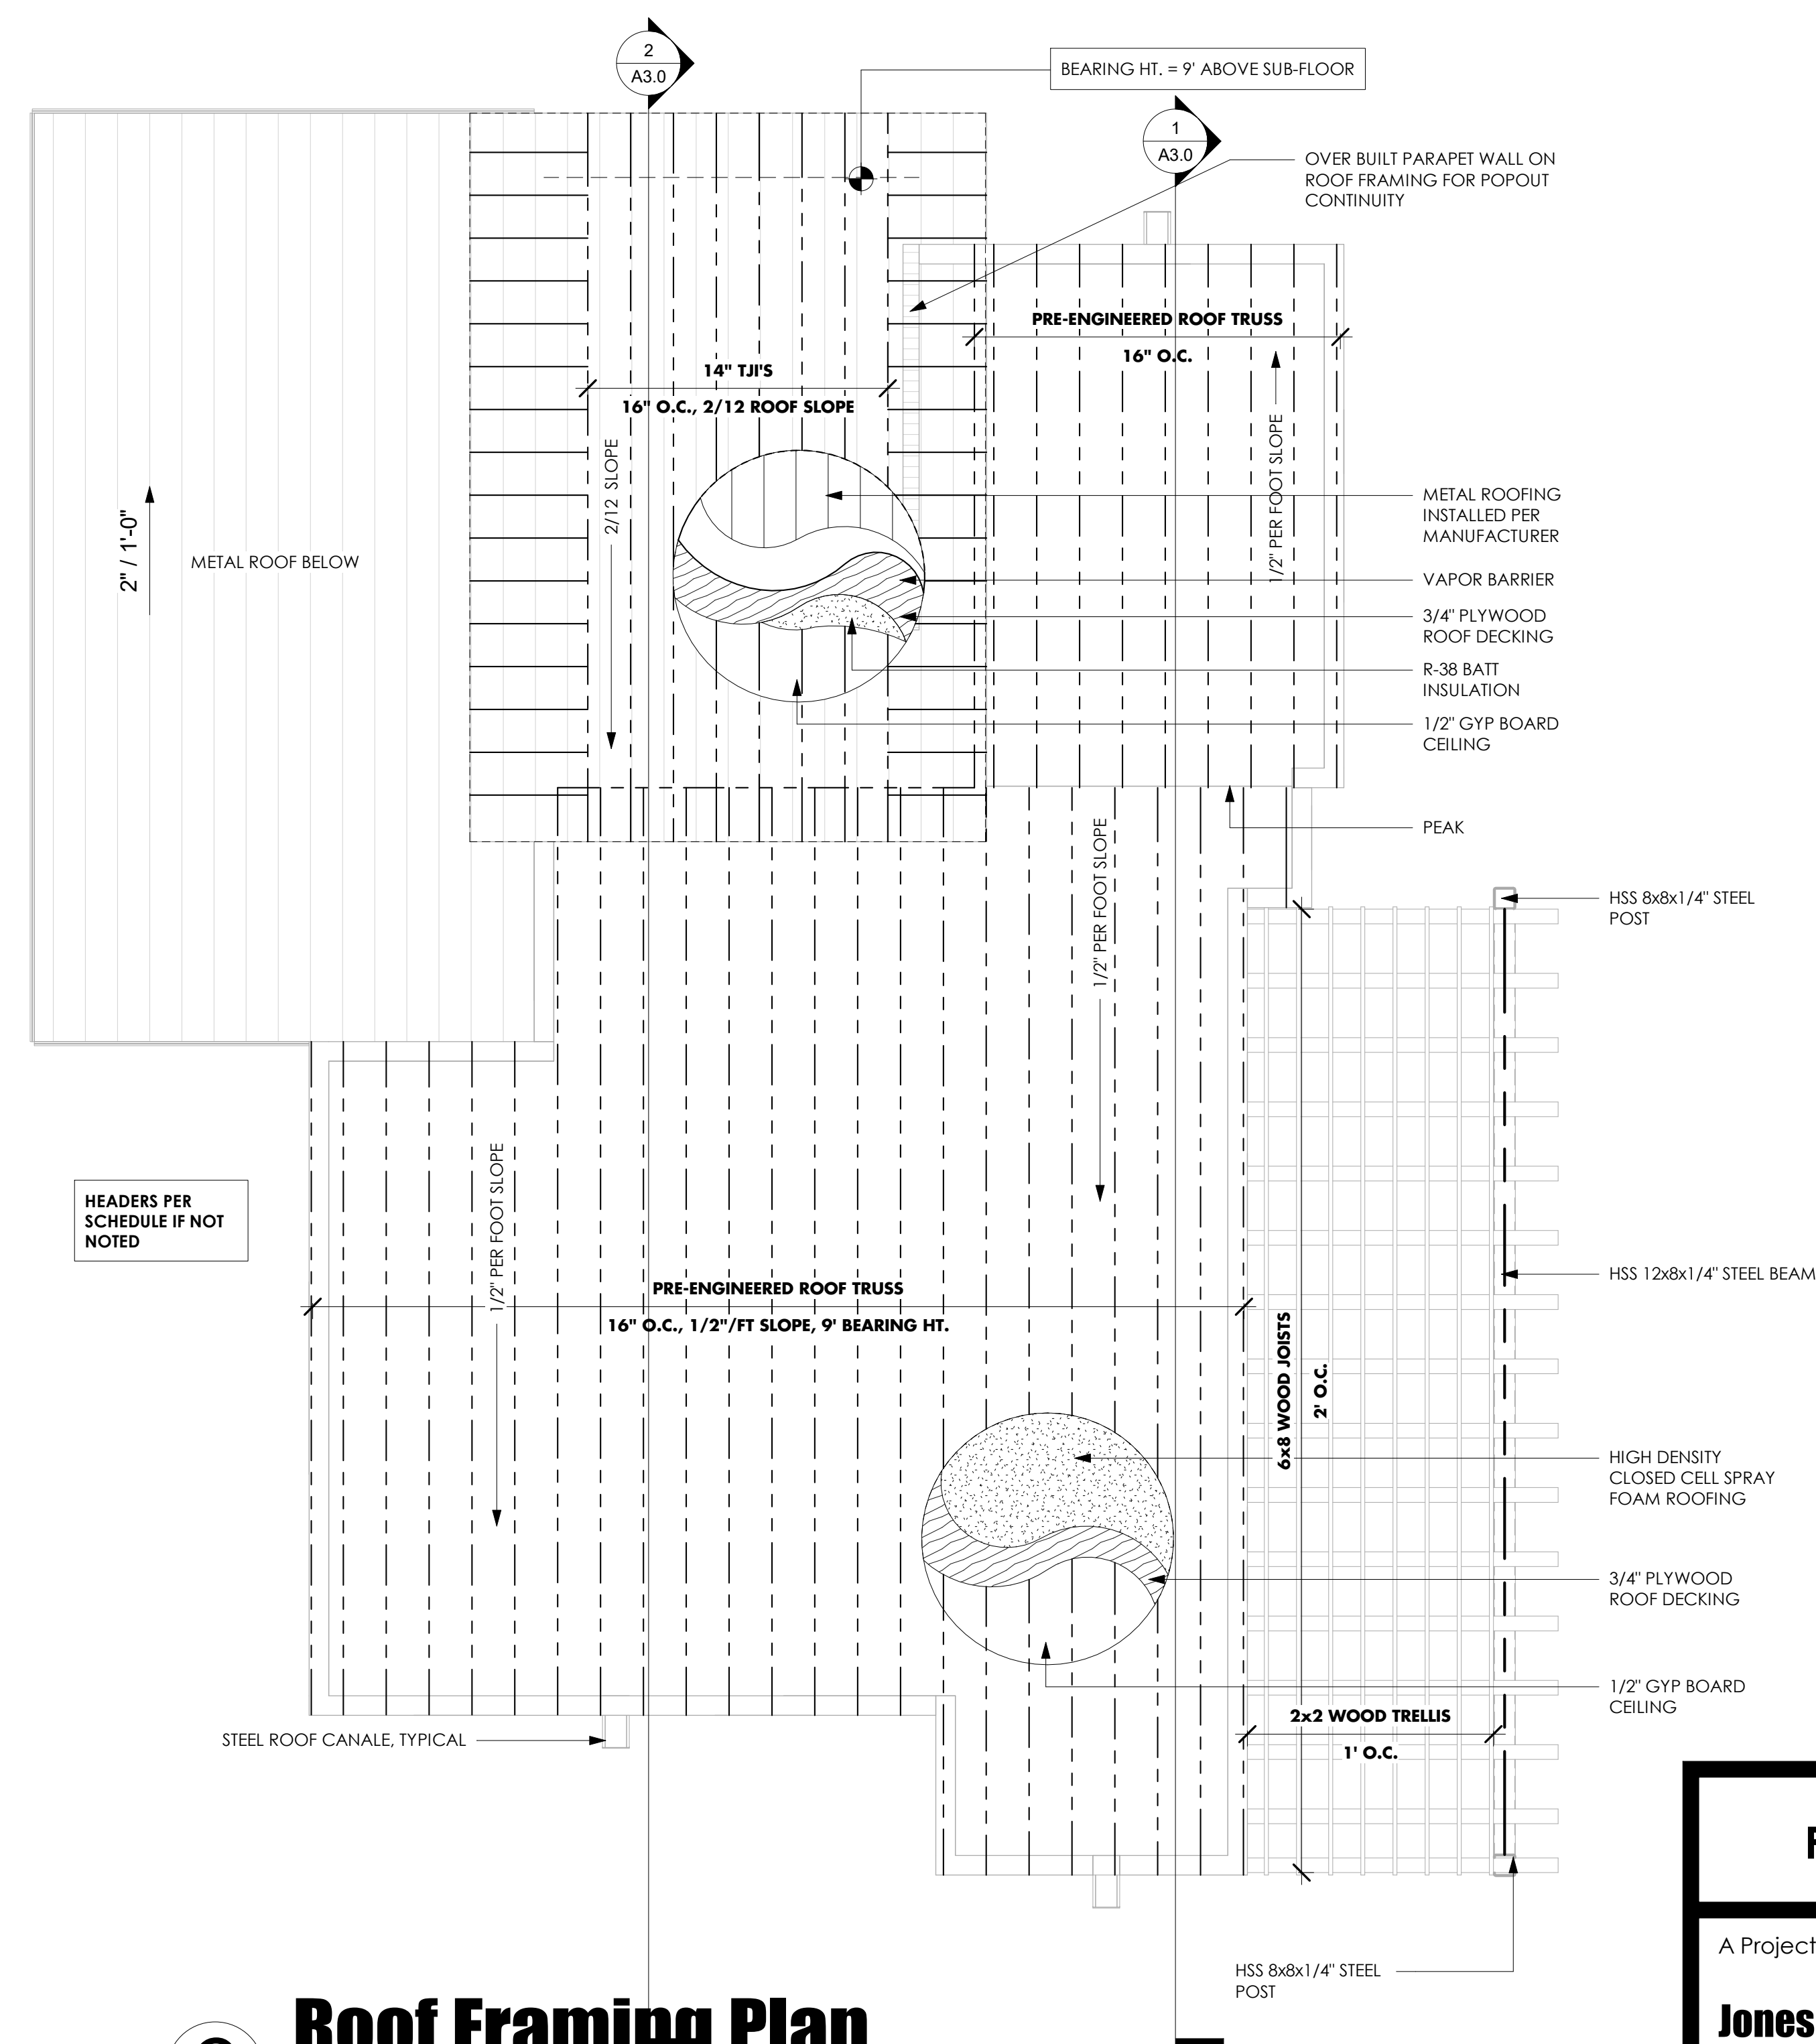 2
A3.0
BEARING HT. = 9' ABOVE SUB-FLOOR
1
A3.0
OVER BUILT PARAPET WALL ON
ROOF FRAMING FOR POPOUT
CONTINUITY
PRE-ENGINEERED ROOF TRUSS
16" O.C.
14" TJI'S
16" O.C., 2/12 ROOF SLOPE
2/12 SLOPE
1/2" PER FOOT SLOPE
2" / 1'-0"
METAL ROOF BELOW
METAL ROOFING
INSTALLED PER
MANUFACTURER
VAPOR BARRIER
3/4" PLYWOOD
ROOF DECKING
R-38 BATT
INSULATION
1/2" GYP BOARD
CEILING
PEAK
1/2" PER FOOT SLOPE
HSS 8x8x1/4" STEEL
POST
HEADERS PER
SCHEDULE IF NOT
NOTED
1/2" PER FOOT SLOPE
PRE-ENGINEERED ROOF TRUSS
16" O.C., 1/2"/FT SLOPE, 9' BEARING HT.
HSS 12x8x1/4" STEEL BEAM
6x8 WOOD JOISTS
2' O.C.
HIGH DENSITY
CLOSED CELL SPRAY
FOAM ROOFING
3/4" PLYWOOD
ROOF DECKING
1/2" GYP BOARD
CEILING
2x2 WOOD TRELLIS
1' O.C.
STEEL ROOF CANALE, TYPICAL
HSS 8x8x1/4" STEEL
POST
Roof Framing Plan
A Project
Jones